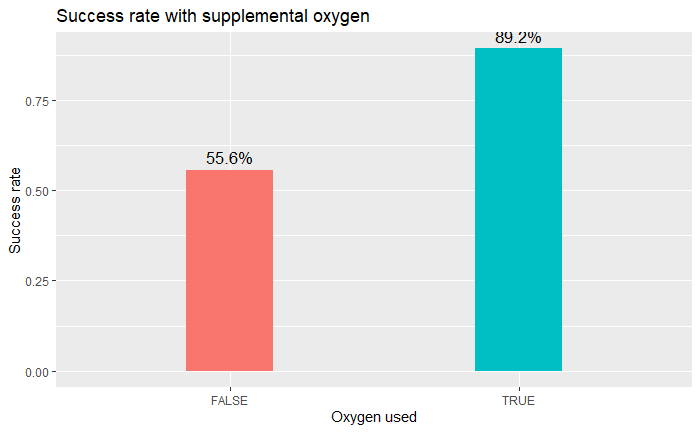 Success rate with supplemental oxygen
89.2%
55.6%
0.75
0.50
0.25
0.00
Success rate
FALSE
TRUE
Oxygen used